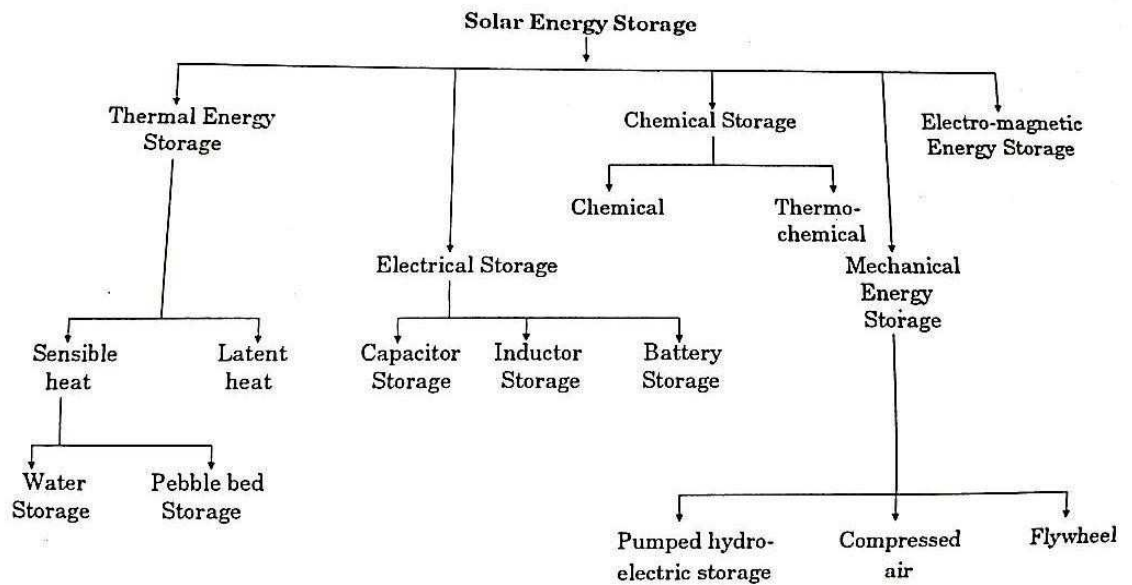 Solar Energy Storage
Thermal Energy
Storage
Chemical Storage
Electro-magnetic
Energy Storage
Chemical
Thermo-
chemical
Electrical Storage
Mechanical
Energy
Storage
Sensible
heat
Latent
heat
Capacitor
Storage
Inductor
Storage
Battery
Storage
Water
Storage
Pebble bed
Storage
Pumped hydro-
electric storage
Compressed
air
Flywheel